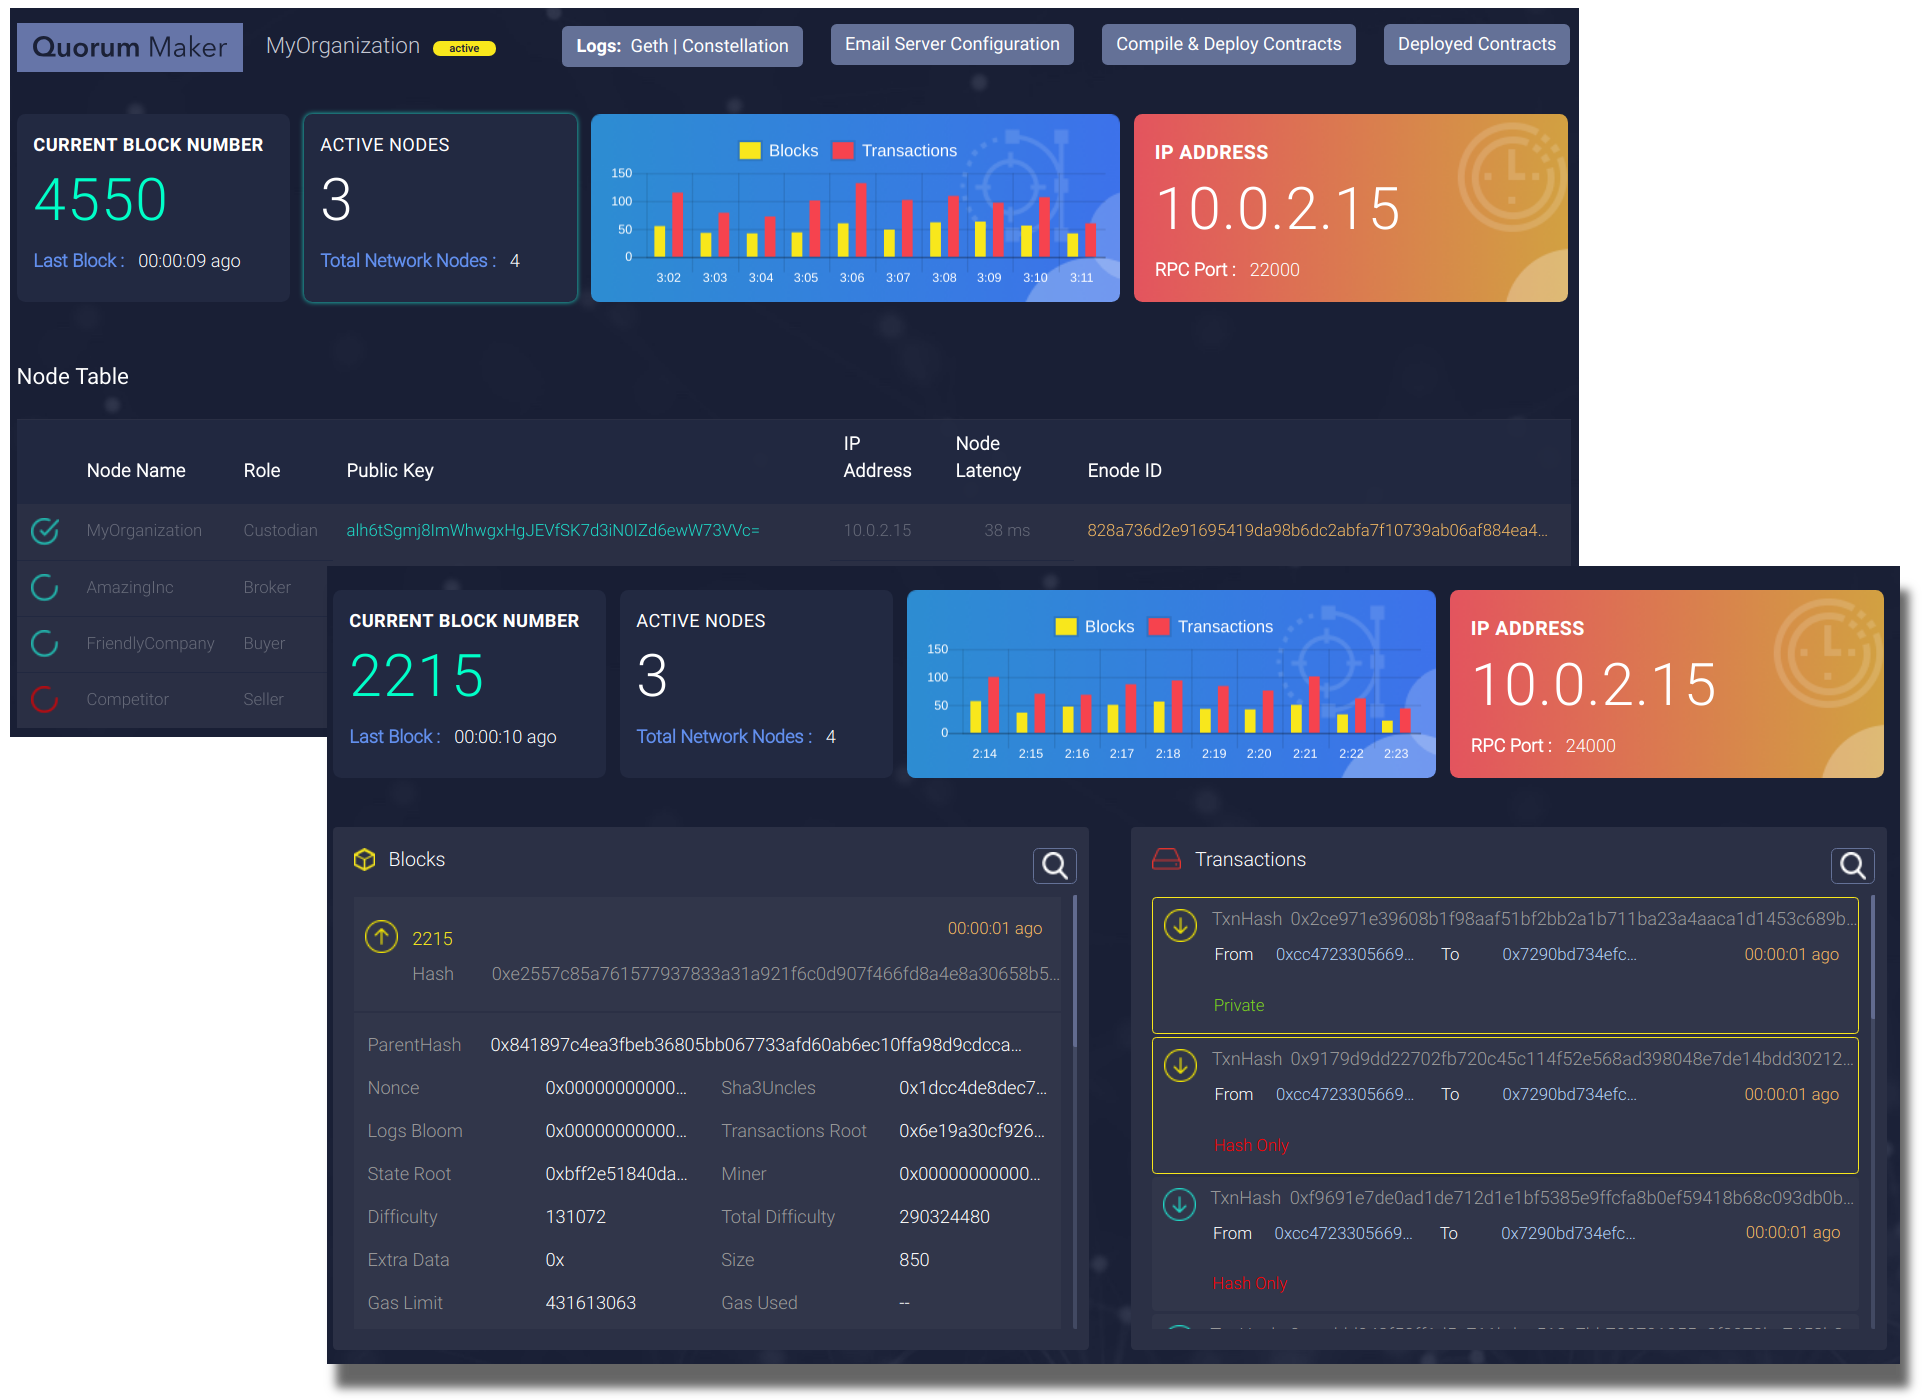 Quorum Maker MyOrganization active Logs: Geth | Constellation Email Server Configuration Compile & Deploy Contracts Deployed Contracts
CURRENT BLOCK NUMBER
4550
Last Block : 00:00:09 ago
ACTIVE NODES
3
Total Network Nodes : 4
Blocks Transactions
150
100
50
0
3:02 3:03 3:04 3:05 3:06 3:07 3:08 3:09 3:10 3:11
IP ADDRESS
10.0.2.15
RPC Port : 22000
Node Table
Node Name Role Public Key IP Address Node Latency Enode ID
MyOrganization Custodian alh6tSgmj8ImWhwgxHgJEVfSK7d3iN0IZd6ewW73VVc= 10.0.2.15 38 ms 828a736d2e91695419da98b6dc2abfa7f10739ab06af884ea4...
AmazingInc Broker
FriendlyCompany Buyer
Competitor Seller
CURRENT BLOCK NUMBER
2215
Last Block : 00:00:10 ago
ACTIVE NODES
3
Total Network Nodes : 4
Blocks Transactions
150
100
50
0
2:14 2:15 2:16 2:17 2:18 2:19 2:20 2:21 2:22 2:23
IP ADDRESS
10.0.2.15
RPC Port : 24000
Blocks
2215 00:00:01 ago
Hash 0xe2557c85a761577937833a31a921f6c0d907f466fd8a4e8a30658b5...
ParentHash 0x841897c4ea3fbeb36805bb067733afd60ab6ec10ffa98d9cdcca...
Nonce 0x00000000000... Sha3Uncles 0x1dcc4de8dec7...
Logs Bloom 0x00000000000... Transactions Root 0x6e19a30cf926...
State Root 0xbff2e51840da... Miner 0x00000000000...
Difficulty 131072 Total Difficulty 290324480
Extra Data 0x Size 850
Gas Limit 431613063 Gas Used --
Transactions
TxnHash 0x2ce971e39608b1f98aaf51bf2bb2a1b711ba23a4aaca1d1453c689b...
From 0xcc4723305669... To 0x7290bd734efc... 00:00:01 ago
Private
TxnHash 0x9179d9dd22702fb720c45c114f52e568ad398048e7de14bdd30212...
From 0xcc4723305669... To 0x7290bd734efc... 00:00:01 ago
Hash Only
TxnHash 0xf9691e7de0ad1de712d1e1bf5385e9ffcfa8b0ef59418b68c093db0b...
From 0xcc4723305669... To 0x7290bd734efc... 00:00:01 ago
Hash Only